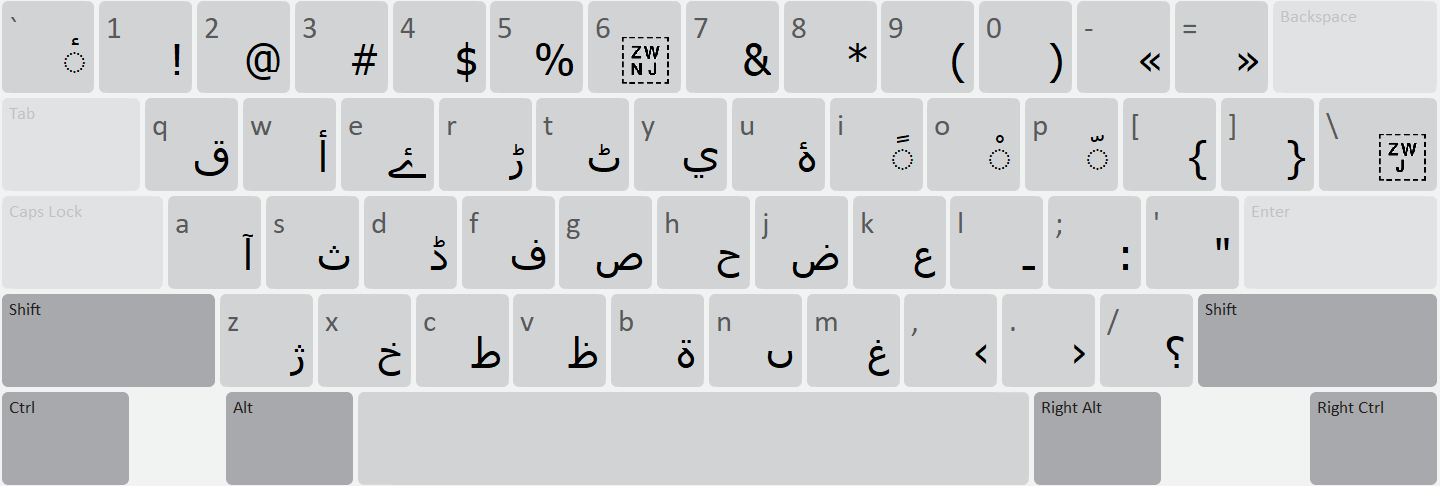 ` ٔ 1 ! 2 @ 3 # 4 $ 5 % 6 ZWNJ 7 & 8 * 9 ( 0 ) - « = » Backspace
Tab q ق w أ e ۓ r ڑ t ٹ y ي u ۂ i ً o ْ p ّ [ { ] } \ ZWJ
Caps Lock a آ s ث d ڈ f ف g ص h ح j ض k ع l ـ ; : ' " Enter
Shift z ژ x خ c ط v ظ b ة n ں m غ , ‹ . › / ؟ Shift
Ctrl Alt Right Alt Right Ctrl